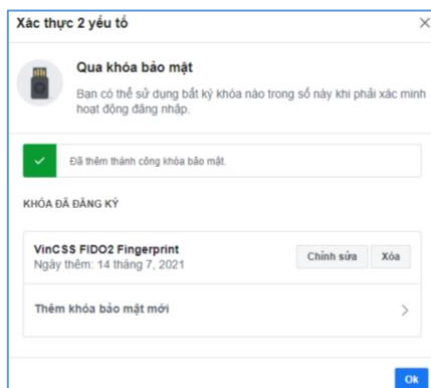 Xác thực 2 yếu tố
Qua khóa bảo mật
Bạn có thể sử dụng bất kỳ khóa nào trong số này khi phải xác minh
hoạt động đăng nhập.
Đã thêm thành công khóa bảo mật.
KHÓA ĐÃ ĐĂNG KÝ
VinCSS FIDO2 Fingerprint
Ngày thêm: 14 tháng 7, 2021
Chỉnh sửa
Xóa
Thêm khóa bảo mật mới
Ok